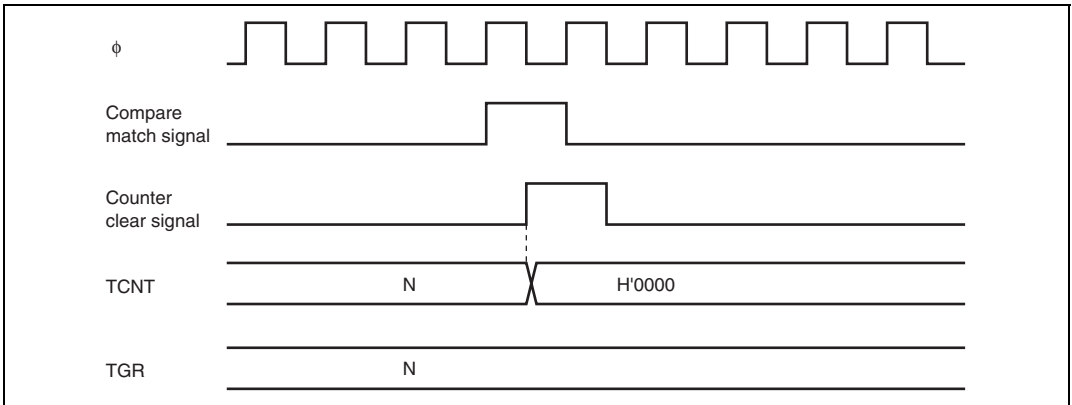 ϕ
Compare
match signal
Counter
clear signal
TCNT N H'0000
TGR N